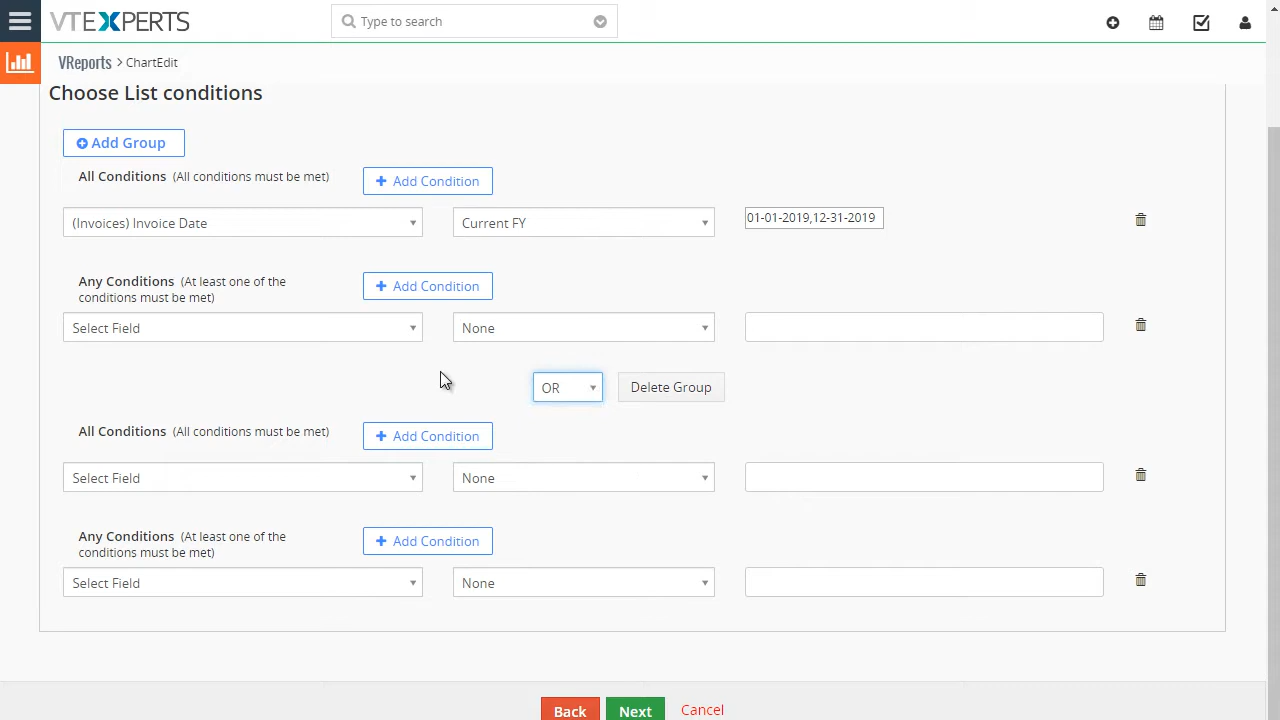 VTEXPERTS
Type to search
VReports > ChartEdit
Choose List conditions
Add Group
All Conditions (All conditions must be met)
+ Add Condition
(Invoices) Invoice Date
Current FY
01-01-2019,12-31-2019
Any Conditions (At least one of the
conditions must be met)
+ Add Condition
Select Field
None
OR
Delete Group
All Conditions (All conditions must be met)
+ Add Condition
Select Field
None
Any Conditions (At least one of the
conditions must be met)
+ Add Condition
Select Field
None
Back
Next
Cancel